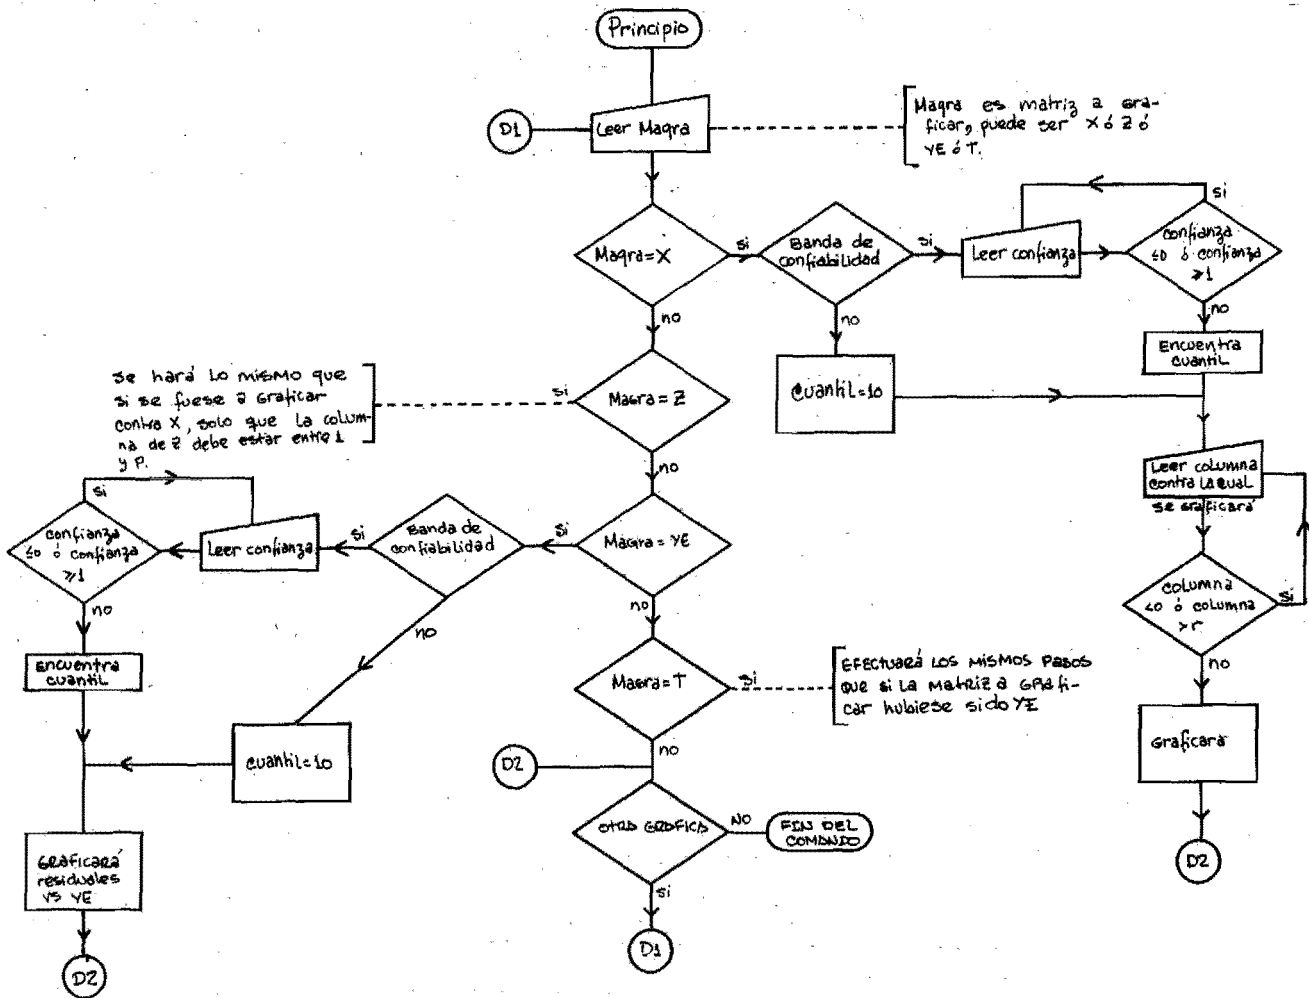 Principio
D1
Leer Magra
Magra es matriz a gra-
ficar, puede ser X ó Z ó
YE ó T.
Magra=X
si
Banda de
confiabilidad
si
Leer confianza
si
confianza
≤0 ó confianza
≥1
no
no
no
Encuentra
cuantil
cuantil=10
se hará lo mismo que
si se fuese a graficar
contra X, solo que la colum-
na de Z debe estar entre 1
y P.
si
Magra=Z
no
Leer columna
contra la cual
se graficará
si
confianza
≤0 ó confianza
≥1
Leer confianza
si
Banda de
confiabilidad
si
Magra=YE
columna
≤0 ó columna
>r
si
no
no
no
no
Encuentra
cuantil
Magra=T
si
Efectuará los mismos pasos
que si la matriz a grafi-
car hubiese sido YE
Graficará
cuantil=10
no
D2
otra grafica
NO
FIN DEL
COMANDO
D2
Graficará
residuales
vs YE
si
D1
D2